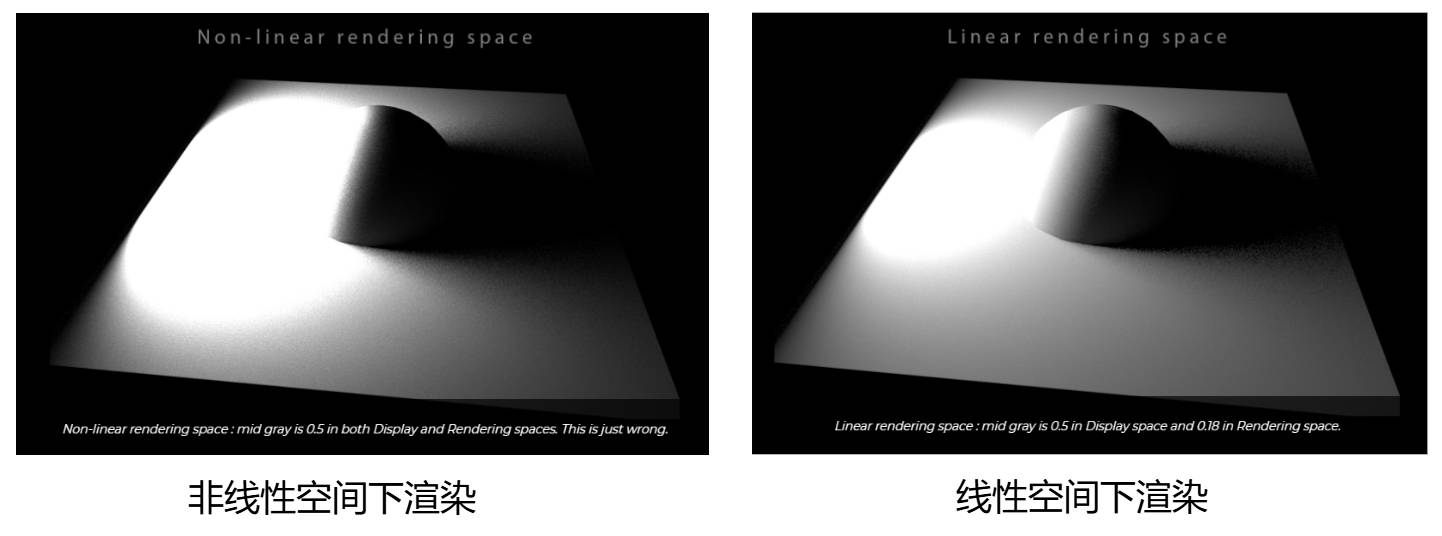 Non-linear rendering space
Non-linear rendering space : mid gray is 0.5 in both Display and Rendering spaces. This is just wrong.
非线性空间下渲染
Linear rendering space
Linear rendering space : mid gray is 0.5 in Display space and 0.18 in Rendering space.
线性空间下渲染